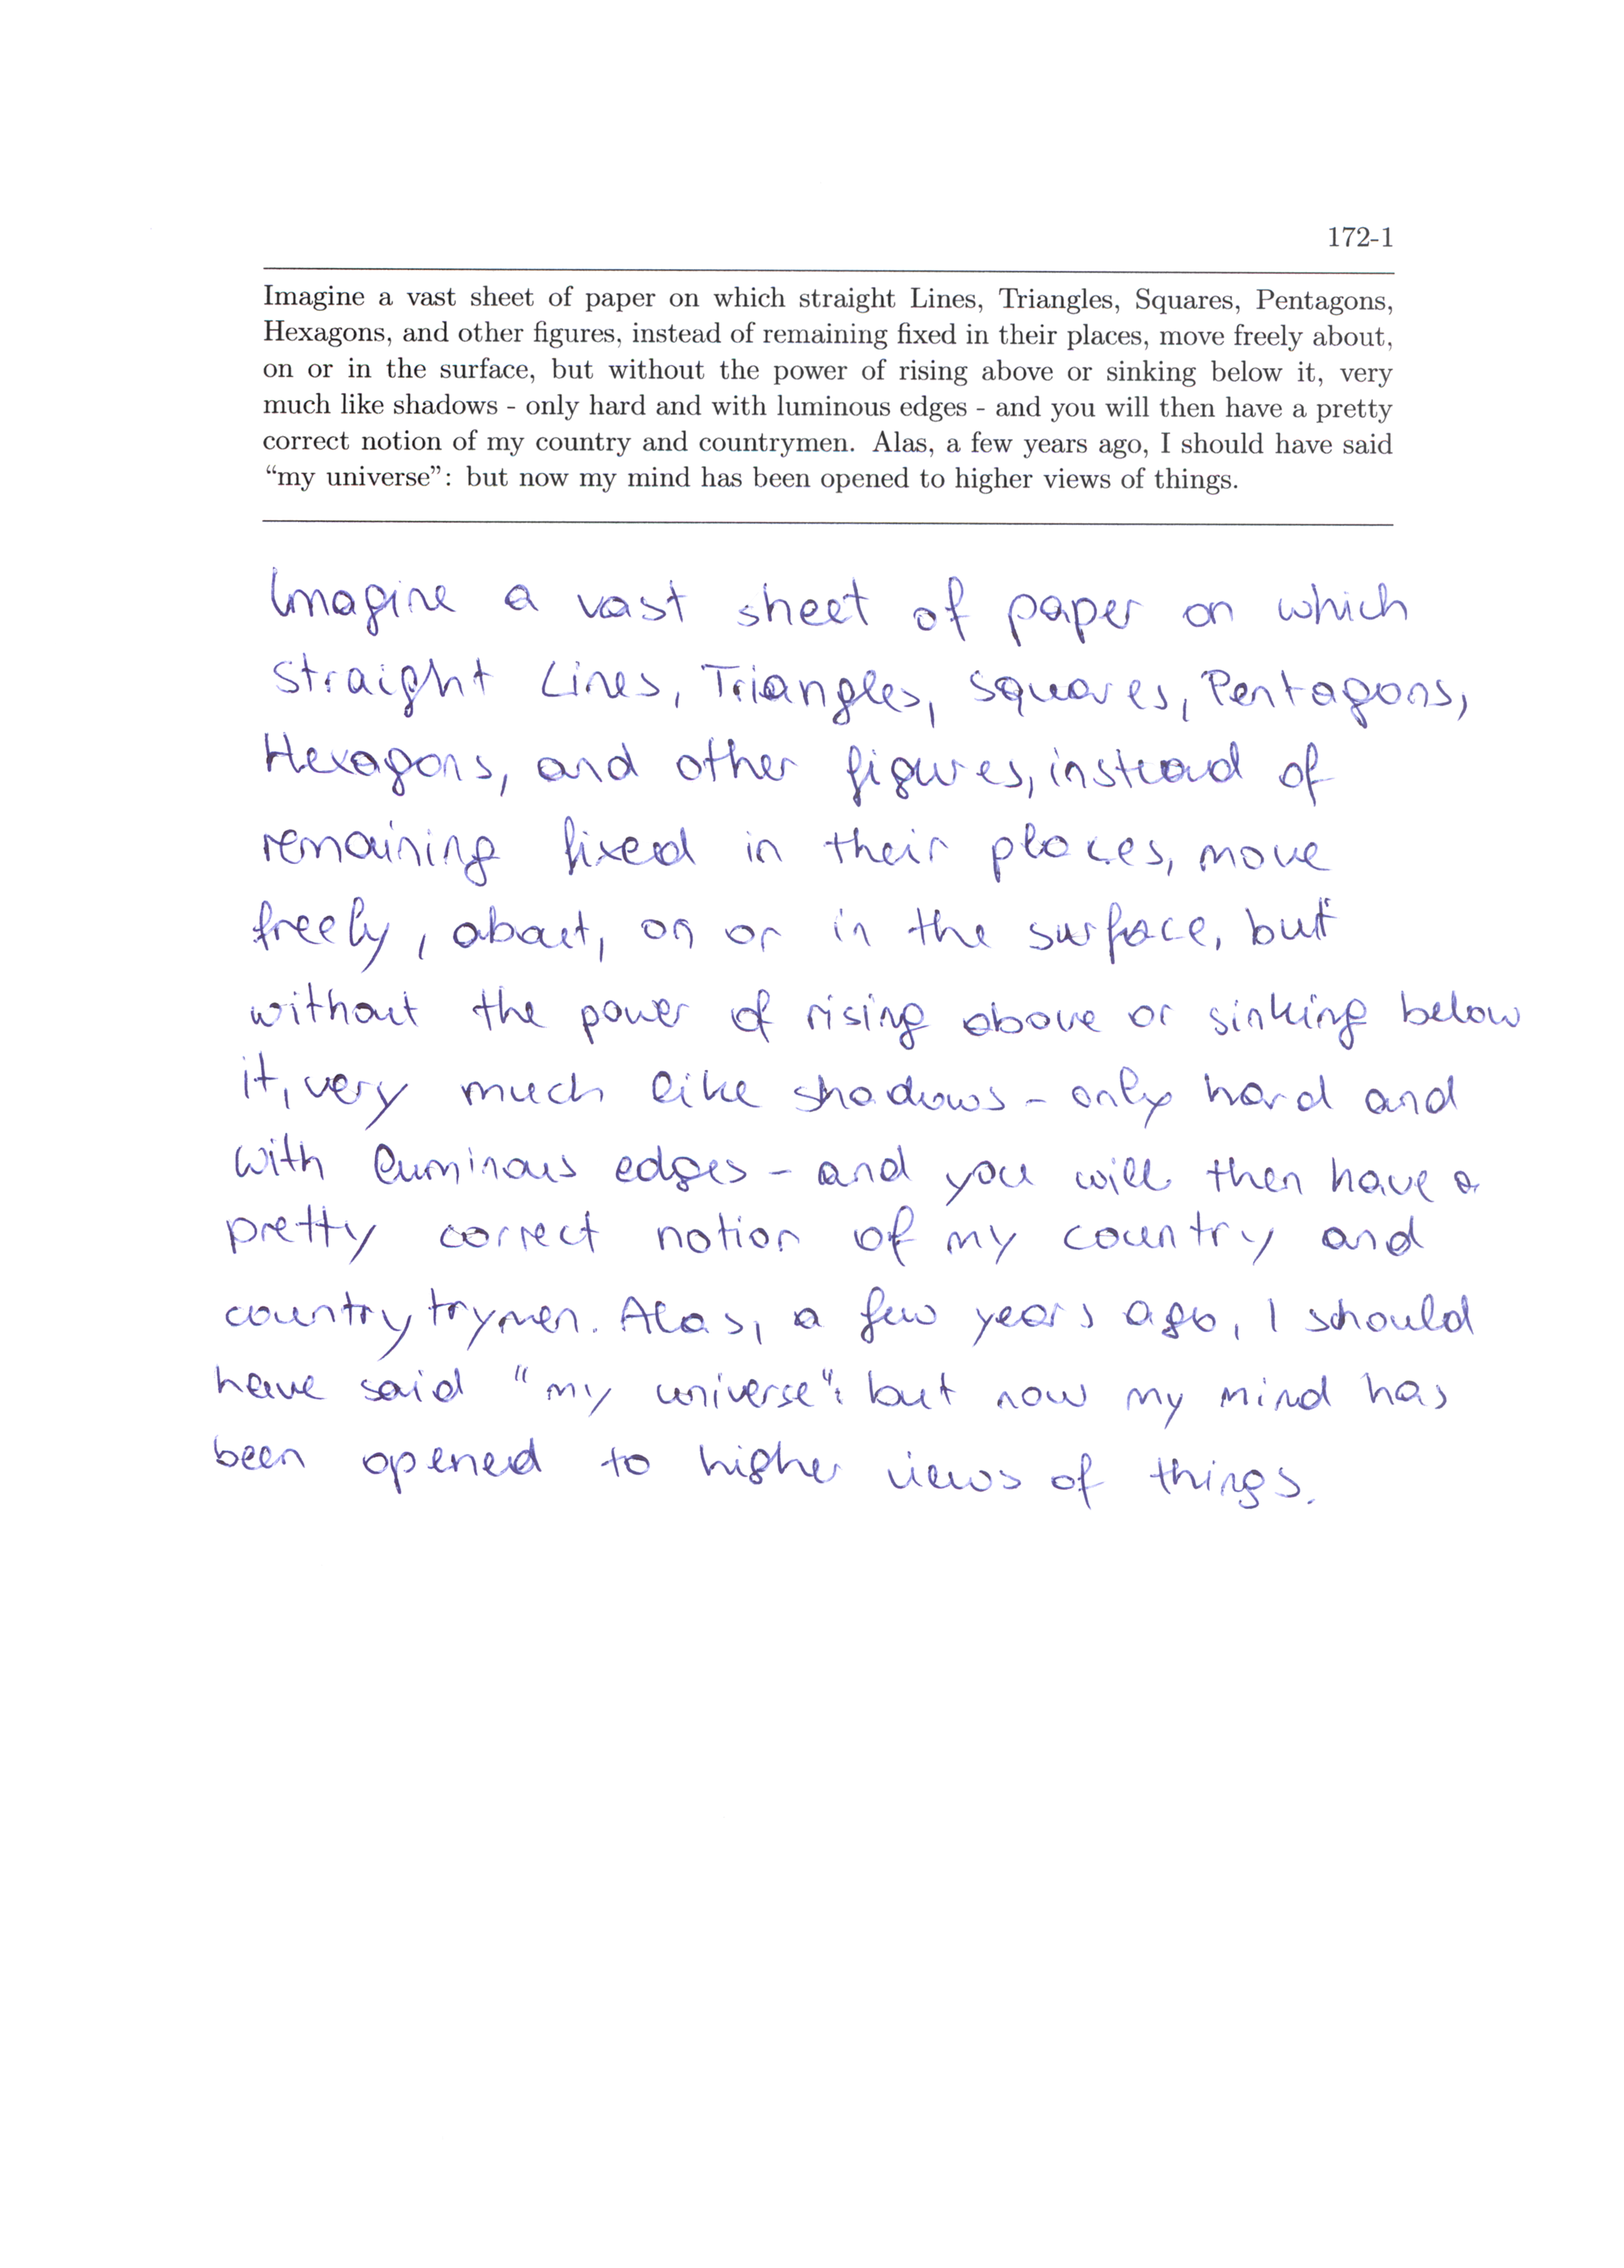 172-1
Imagine a vast sheet of paper on which straight Lines, Triangles, Squares, Pentagons,
Hexagons, and other figures, instead of remaining fixed in their places, move freely about,
on or in the surface, but without the power of rising above or sinking below it, very
much like shadows - only hard and with luminous edges - and you will then have a pretty
correct notion of my country and countrymen. Alas, a few years ago, I should have said
“my universe”: but now my mind has been opened to higher views of things.
Imagine a vast sheet of paper on which
straight Lines, Triangles, Squares, Pentagons,
Hexagons, and other figures, instead of
remaining fixed in their places, move
freely, about, on or in the surface, but
without the power of rising above or sinking below
it, very much like shadows - only hard and
with luminous edges - and you will then have a
pretty correct notion of my country and
country trymen. Alas, a few years ago, I should
have said "my universe": but now my mind has
been opened to higher views of things.